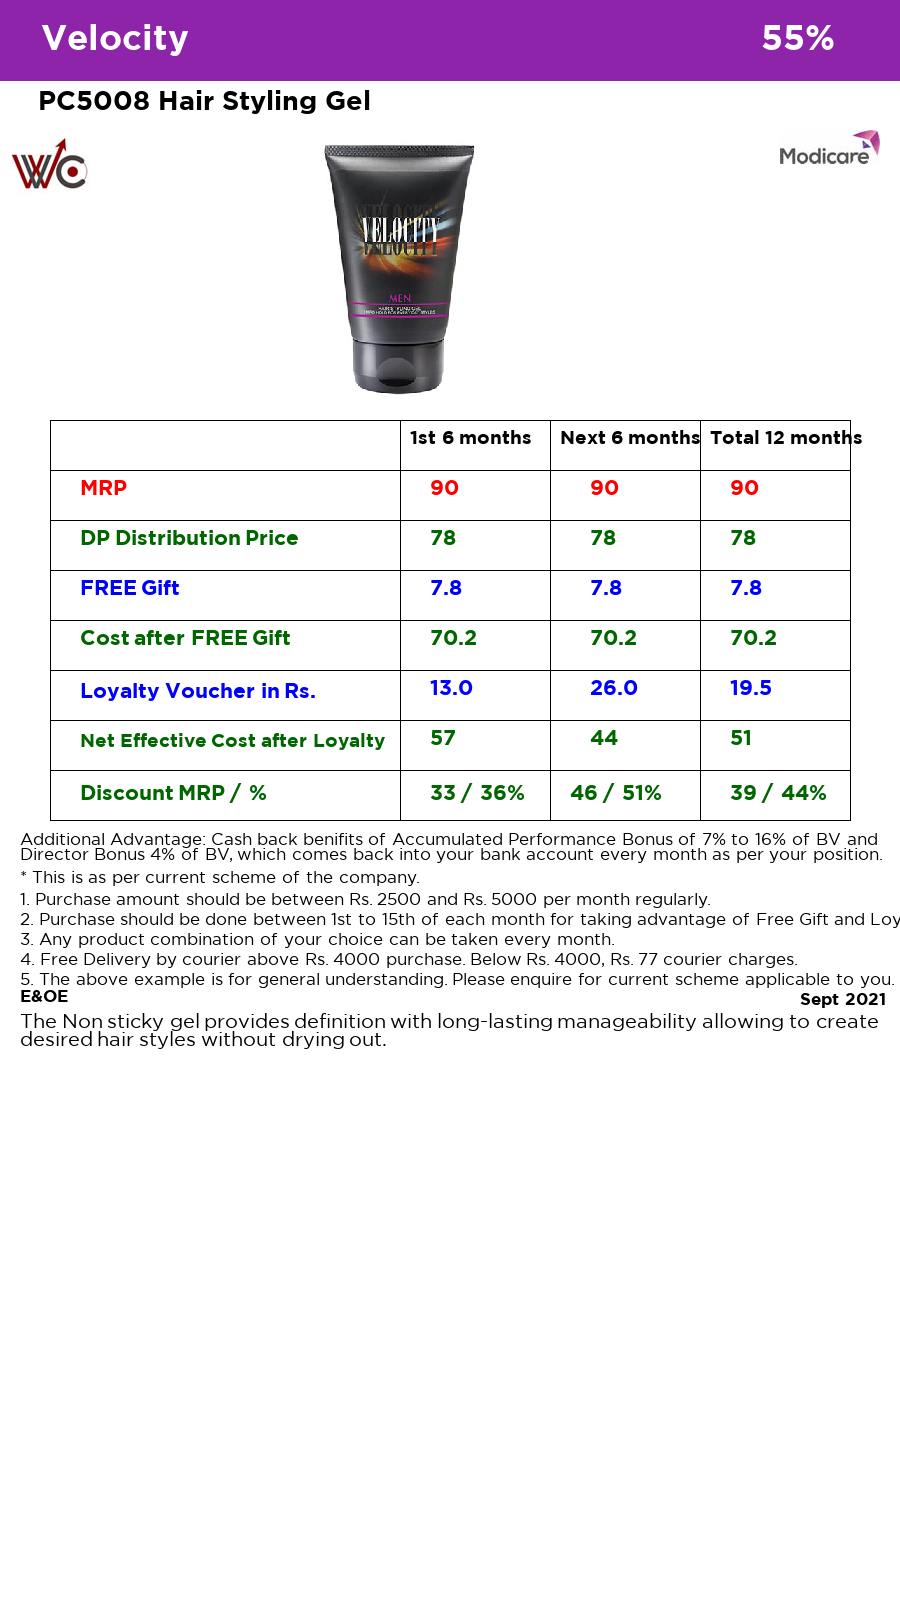 Velocity 55%
PC5008 Hair Styling Gel
WC
Modicare
VELOCITY
MEN
1st 6 months Next 6 months Total 12 months
MRP 90 90 90
DP Distribution Price 78 78 78
FREE Gift 7.8 7.8 7.8
Cost after FREE Gift 70.2 70.2 70.2
Loyalty Voucher in Rs. 13.0 26.0 19.5
Net Effective Cost after Loyalty 57 44 51
Discount MRP / % 33 / 36% 46 / 51% 39 / 44%
Additional Advantage: Cash back benifits of Accumulated Performance Bonus of 7% to 16% of BV and
Director Bonus 4% of BV, which comes back into your bank account every month as per your position.
* This is as per current scheme of the company.
1. Purchase amount should be between Rs. 2500 and Rs. 5000 per month regularly.
2. Purchase should be done between 1st to 15th of each month for taking advantage of Free Gift and Loy
3. Any product combination of your choice can be taken every month.
4. Free Delivery by courier above Rs. 4000 purchase. Below Rs. 4000, Rs. 77 courier charges.
5. The above example is for general understanding. Please enquire for current scheme applicable to you.
E&OE Sept 2021
The Non sticky gel provides definition with long-lasting manageability allowing to create
desired hair styles without drying out.